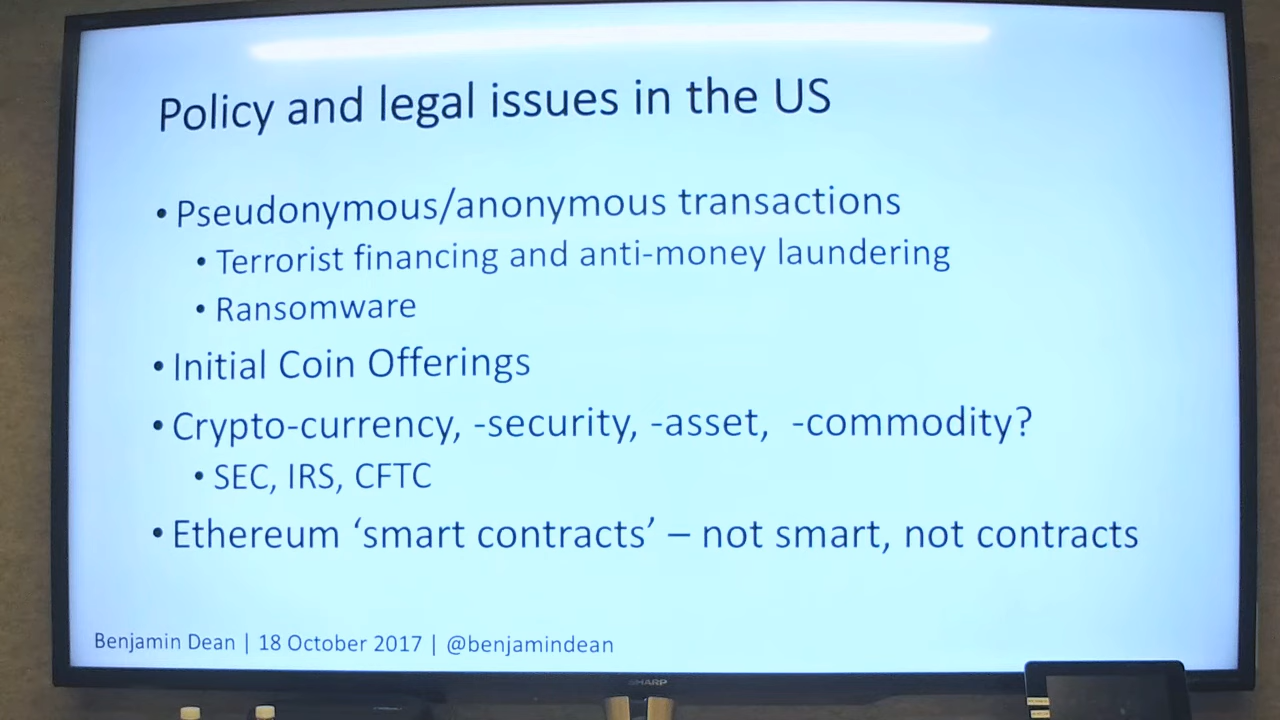 Policy and legal issues in the US
• Pseudonymous/anonymous transactions
• Terrorist financing and anti-money laundering
• Ransomware
• Initial Coin Offerings
• Crypto-currency, -security, -asset, -commodity?
• SEC, IRS, CFTC
• Ethereum ‘smart contracts’ – not smart, not contracts
Benjamin Dean | 18 October 2017 | @benjamindean
SHARP